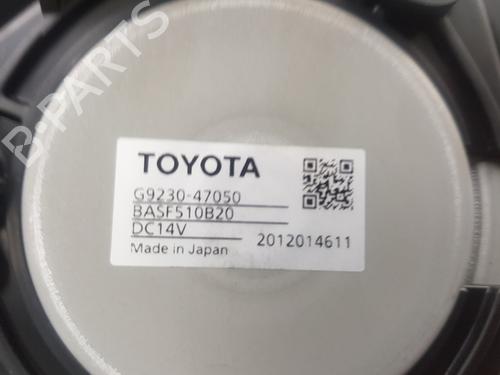 B-PARTS
TOYOTA
G9230-47050
BASF510B20
DC14V
Made in Japan 2012014611